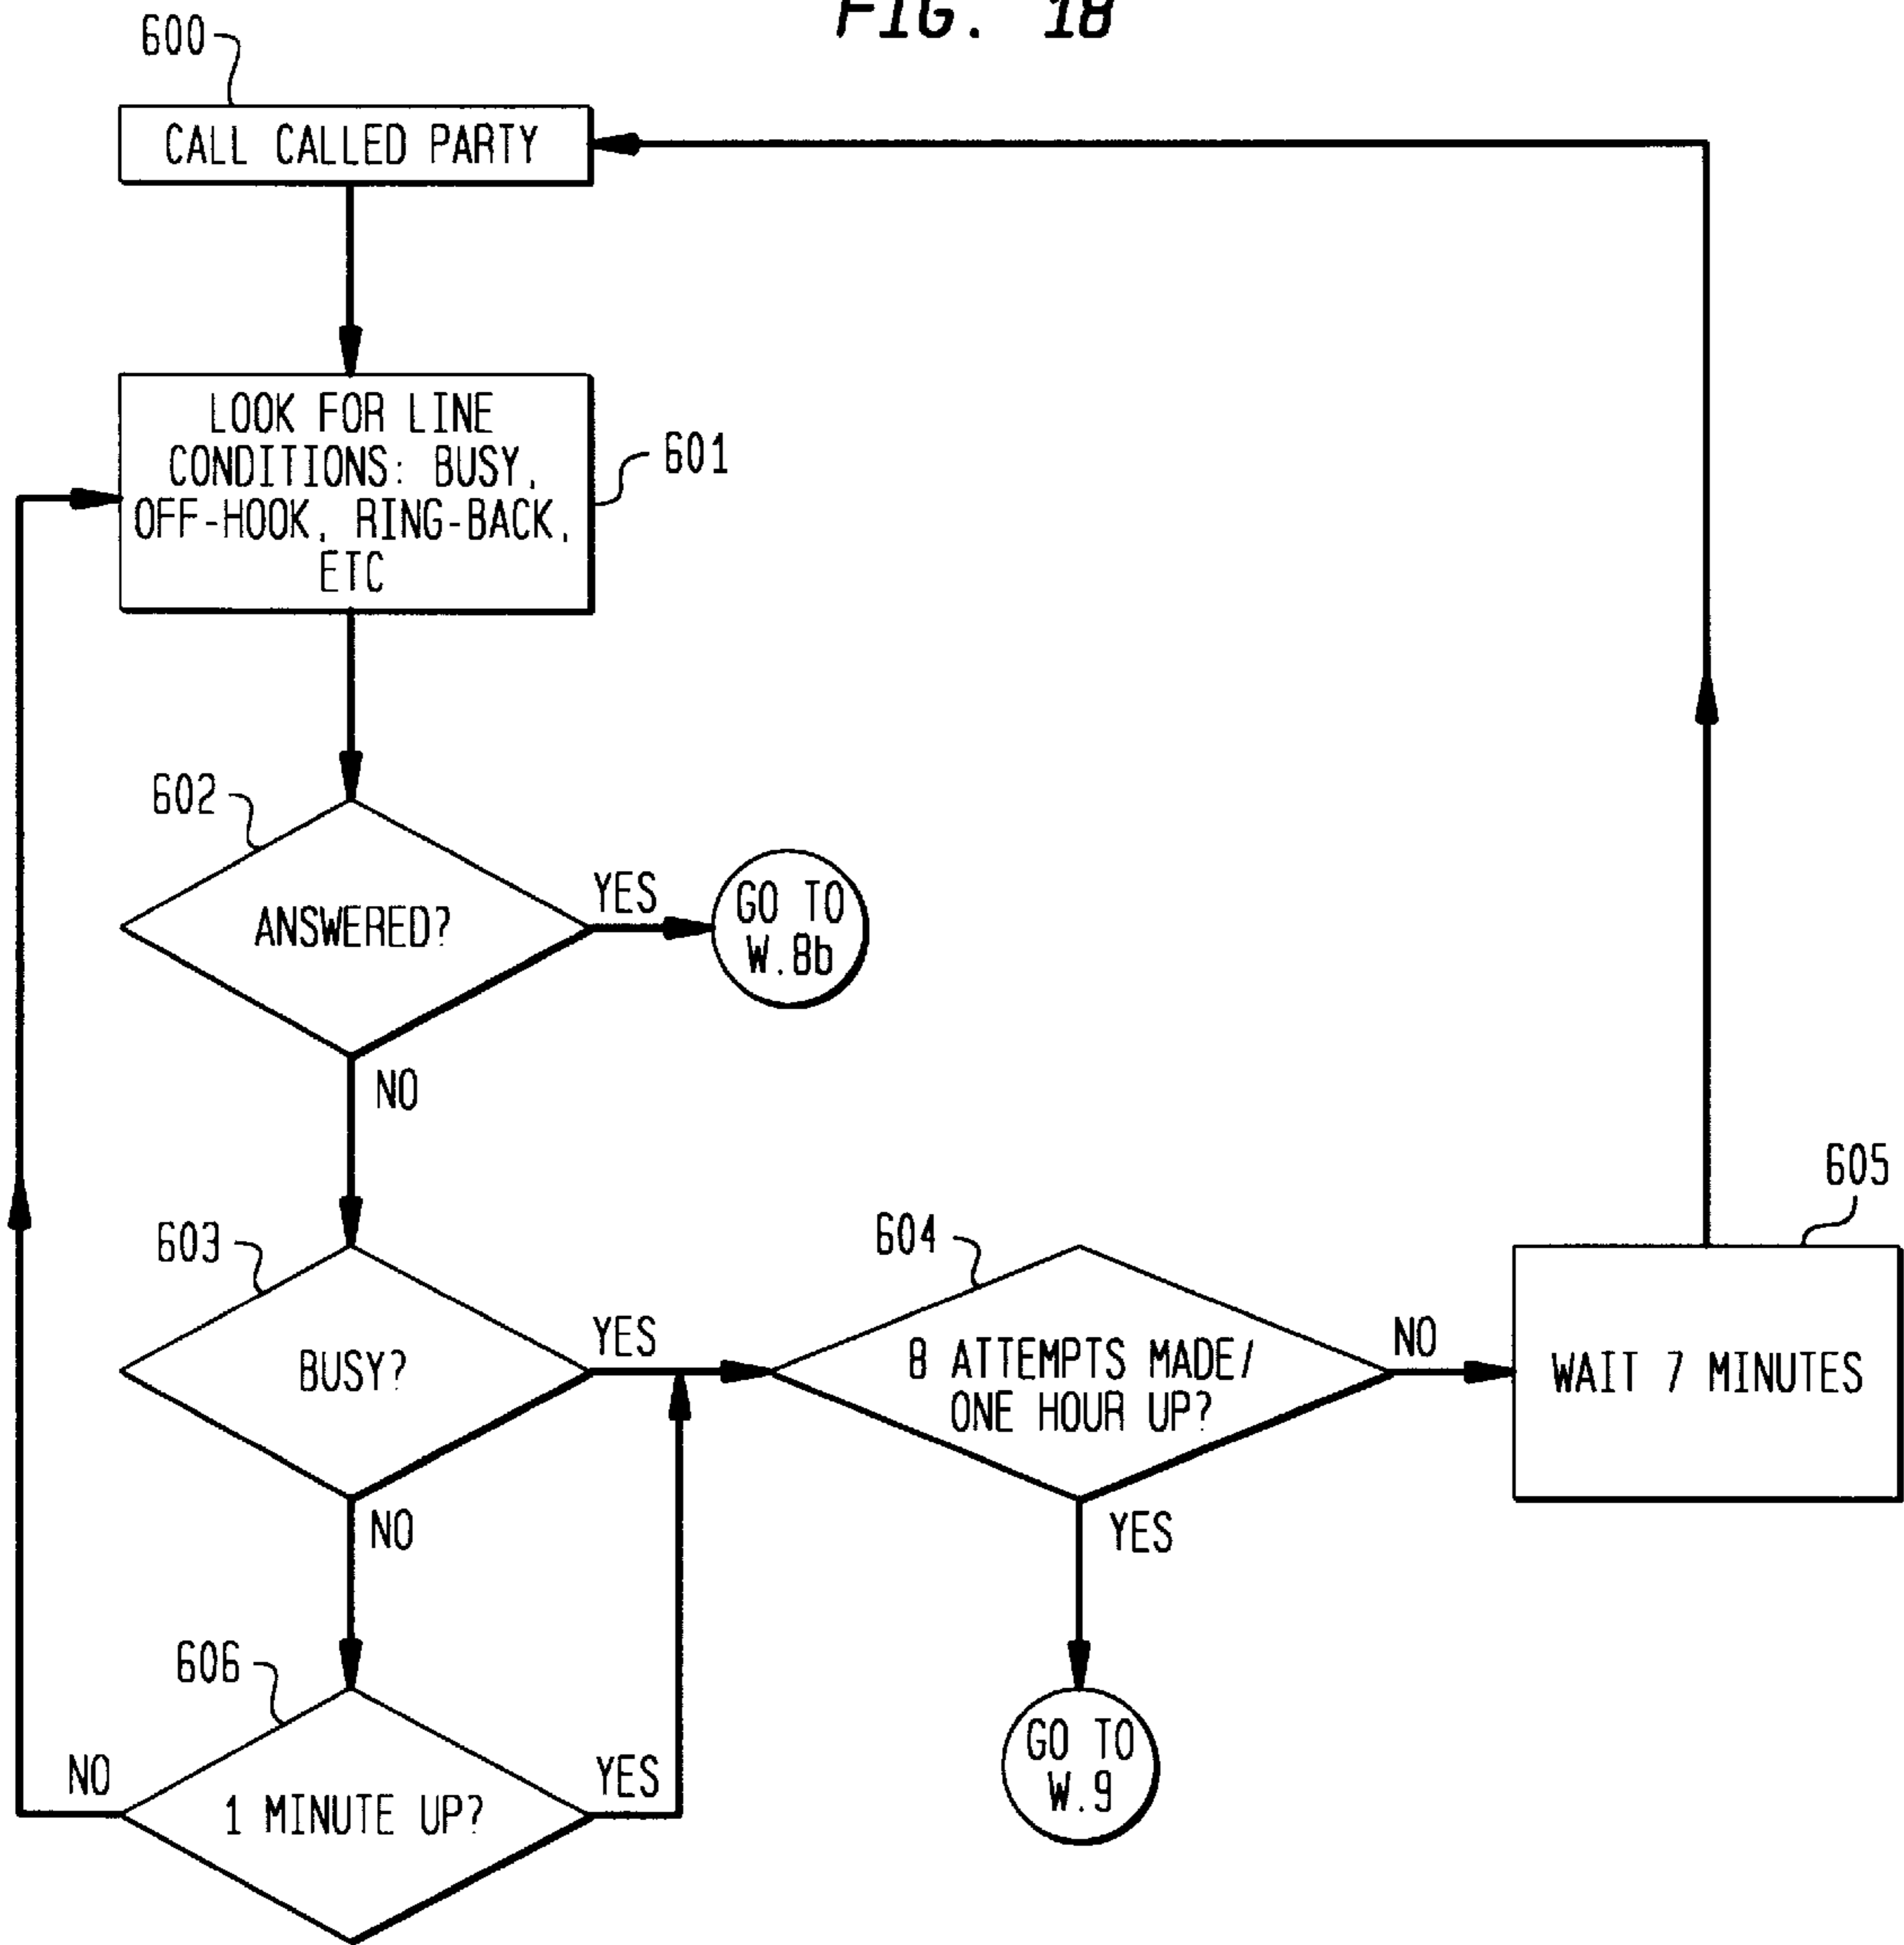 FIG. 18
600
CALL CALLED PARTY
LOOK FOR LINE
CONDITIONS: BUSY,
OFF-HOOK, RING-BACK,
ETC
601
602
ANSWERED?
YES
GO TO
W.8b
NO
603
BUSY?
YES
604
8 ATTEMPTS MADE/
ONE HOUR UP?
NO
605
WAIT 7 MINUTES
NO
YES
606
1 MINUTE UP?
NO
YES
GO TO
W.9